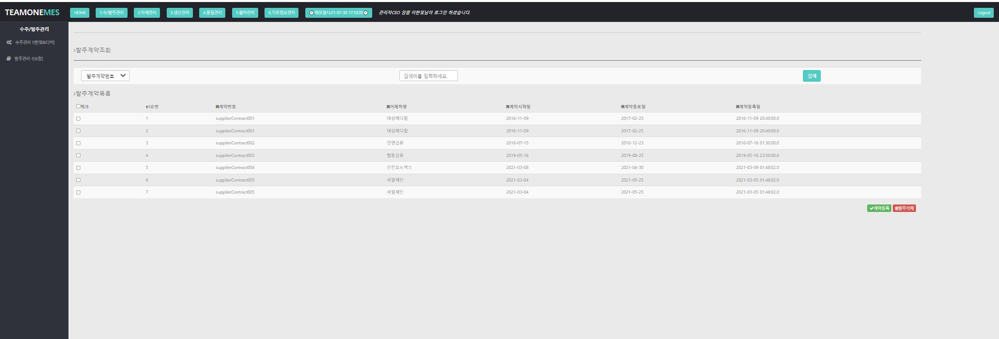 TEAMONEMES HOME 1.수/발주관리 2.자재관리 3.생산관리 4.품질관리 5.출하관리 6.기초정보관리 배포일시:21-07-30 17:10:00 관리자CEO 임원 이한빛님이 로그인 하셨습니다. Logout
수주/발주관리
수주관리 ![한빛&다미]
발주관리 ![보람]
>발주계약조회
발주계약번호 검색어를 입력하세요. 검색
>발주계약목록
체크 순번 계약번호 거래처명 계약시작일 계약종료일 계약등록일
1 supplierContract001 대성메디칼 2016-11-09 2017-02-25 2016-11-09 20:40:00.0
2 supplierContract001 대성메디칼 2016-11-09 2017-02-25 2016-11-09 20:40:00.0
3 supplierContract002 인영섬유 2016-07-15 2016-12-23 2016-07-16 01:30:00.0
4 supplierContract003 협동섬유 2019-05-16 2019-08-25 2019-05-16 23:50:00.0
5 supplierContract004 선진모노텍스 2021-03-08 2021-04-30 2021-03-09 01:48:02.0
6 supplierContract005 세일재단 2021-03-04 2021-05-25 2021-03-05 01:48:02.0
7 supplierContract005 세일재단 2021-03-04 2021-05-25 2021-03-05 01:48:02.0
계약등록 발주삭제